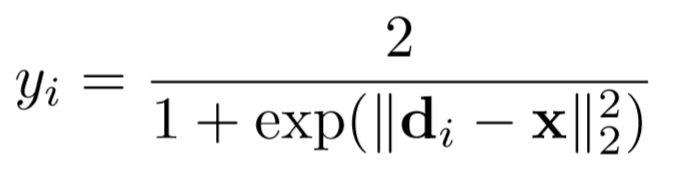 y_i = \frac{2}{1 + \exp(\|\mathbf{d}_i - \mathbf{x}\|_2^2)}